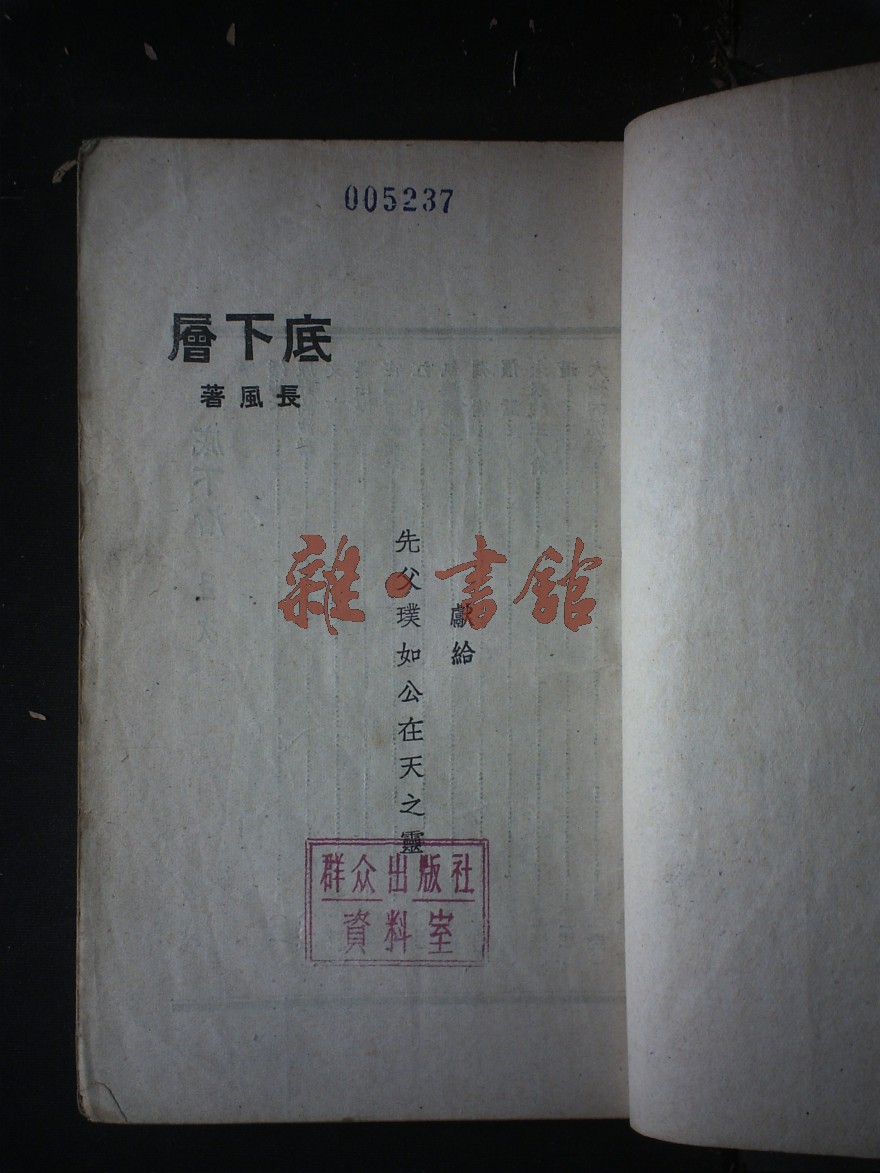 005237
底下層
長風著
獻給
先父璞如公在天之靈
雜·書館
群众出版社
資料室